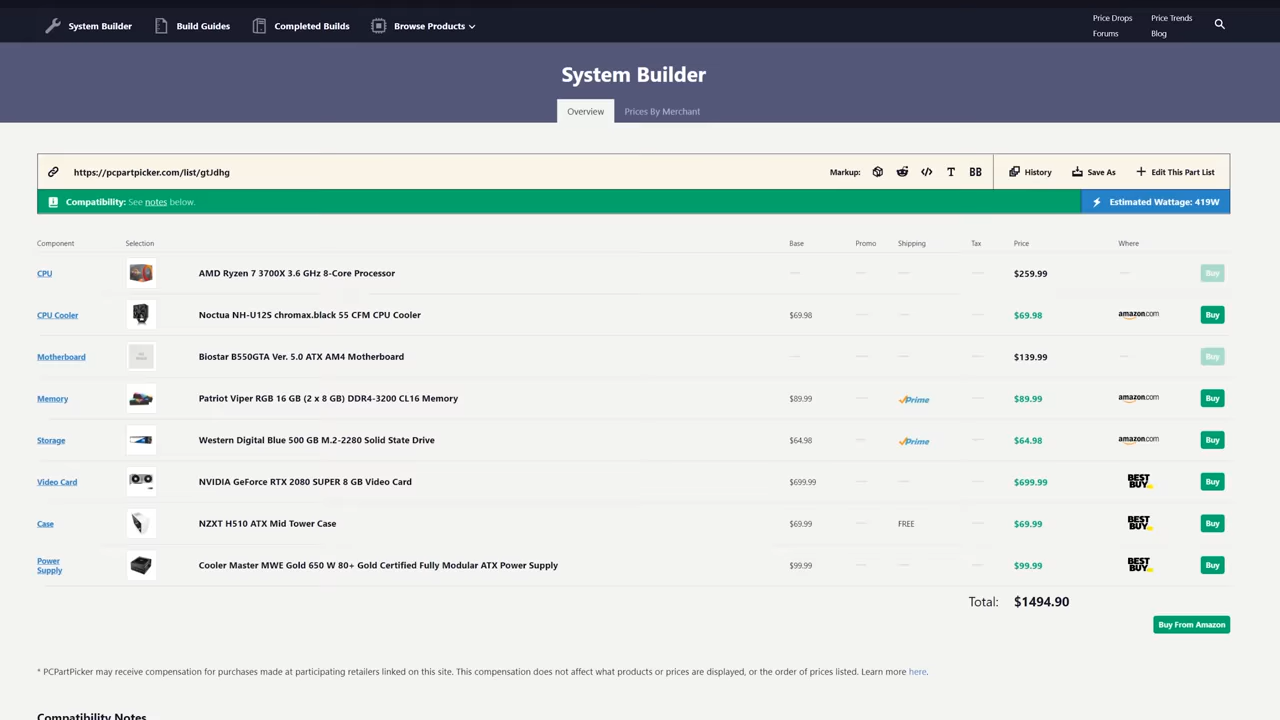 System Builder Build Guides Completed Builds Browse Products Price Drops Price Trends
Forums Blog
System Builder
Overview Prices By Merchant
https://pcpartpicker.com/list/gtJdhg Markup: T BB History Save As Edit This Part List
Compatibility: See notes below. Estimated Wattage: 419W
Component Selection Base Promo Shipping Tax Price Where
CPU AMD Ryzen 7 3700X 3.6 GHz 8-Core Processor — — — — $259.99 — Buy
CPU Cooler Noctua NH-U12S chromax.black 55 CFM CPU Cooler $69.98 — — — $69.98 amazon.com Buy
Motherboard Biostar B550GTA Ver. 5.0 ATX AM4 Motherboard — — — — $139.99 — Buy
Memory Patriot Viper RGB 16 GB (2 x 8 GB) DDR4-3200 CL16 Memory $89.99 — Prime — $89.99 amazon.com Buy
Storage Western Digital Blue 500 GB M.2-2280 Solid State Drive $64.98 — Prime — $64.98 amazon.com Buy
Video Card NVIDIA GeForce RTX 2080 SUPER 8 GB Video Card $699.99 — — — $699.99 BEST BUY Buy
Case NZXT H510 ATX Mid Tower Case $69.99 — FREE — $69.99 BEST BUY Buy
Power Supply Cooler Master MWE Gold 650 W 80+ Gold Certified Fully Modular ATX Power Supply $99.99 — — — $99.99 BEST BUY Buy
Total: $1494.90
Buy From Amazon
* PCPartPicker may receive compensation for purchases made at participating retailers linked on this site. This compensation does not affect what products or prices are displayed, or the order of prices listed. Learn more here.
Compatibility Notes